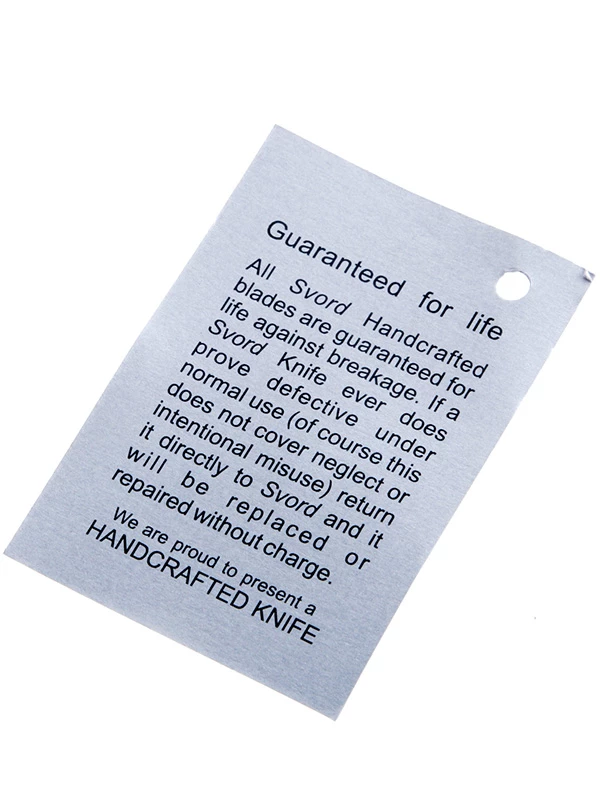 Guaranteed for life
All Svord Handcrafted
blades are guaranteed for
life against breakage. If a
Svord Knife ever does
prove defective under
normal use (of course this
does not cover neglect or
intentional misuse) return
it directly to Svord and it
will be replaced or
repaired without charge.
We are proud to present a
HANDCRAFTED KNIFE